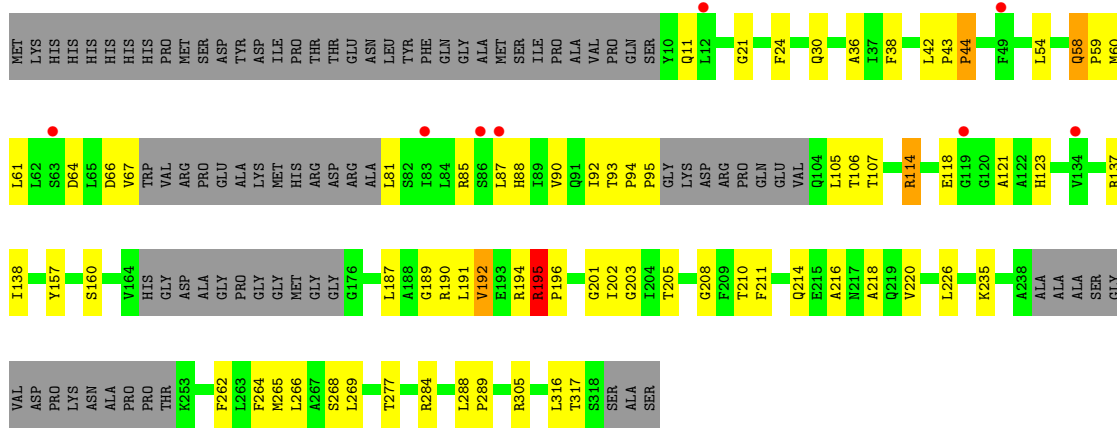 MET LYS HIS HIS HIS HIS HIS HIS PRO MET SER ASP TYR ASP ILE PRO THR THR GLU ASN LEU TYR PHE GLN GLY ALA MET SER ILE PRO ALA VAL PRO GLN SER Y10 Q11 L12 G21 F24 Q30 A36 I37 F38 L42 P43 P44 F49 L54 Q58 P59 M60
L61 L62 S63 D64 L65 D66 V67 TRP VAL ARG PRO GLU ALA LYS MET HIS ARG ASP ARG ALA L81 S82 I83 L84 R85 S86 L87 H88 I89 V90 Q91 I92 T93 P94 P95 GLY LYS ASP ARG PRO GLN GLU VAL Q104 L105 T106 T107 R114 E118 G119 G120 A121 A122 H123 V134 R137
I138 Y157 S160 V164 HIS GLY ASP ALA GLY PRO GLY GLY MET GLY GLY G176 L187 A188 G189 R190 L191 V192 E193 R194 R195 P196 G201 I202 G203 I204 T205 G208 F209 T210 F211 Q214 E215 A216 N217 A218 Q219 V220 L226 K235 A238 ALA ALA ALA SER GLY
VAL ASP PRO LYS ASN ALA PRO PRO THR K253 F262 L263 F264 M265 L266 A267 S268 L269 T277 R284 L288 P289 R305 L316 T317 S318 SER ALA SER